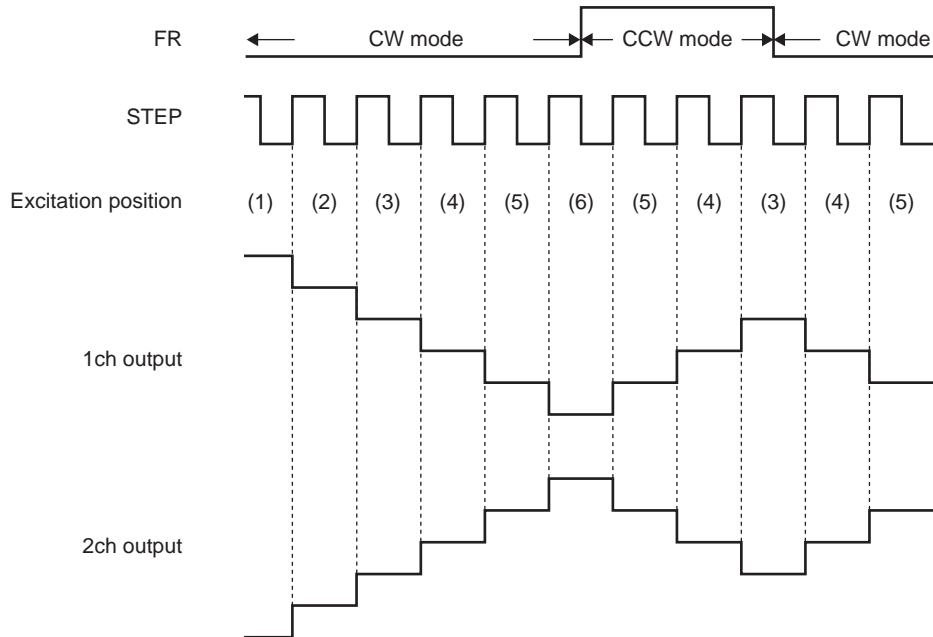 FR
CW mode
CCW mode
CW mode
STEP
Excitation position
(1) (2) (3) (4) (5) (6) (5) (4) (3) (4) (5)
1ch output
2ch output